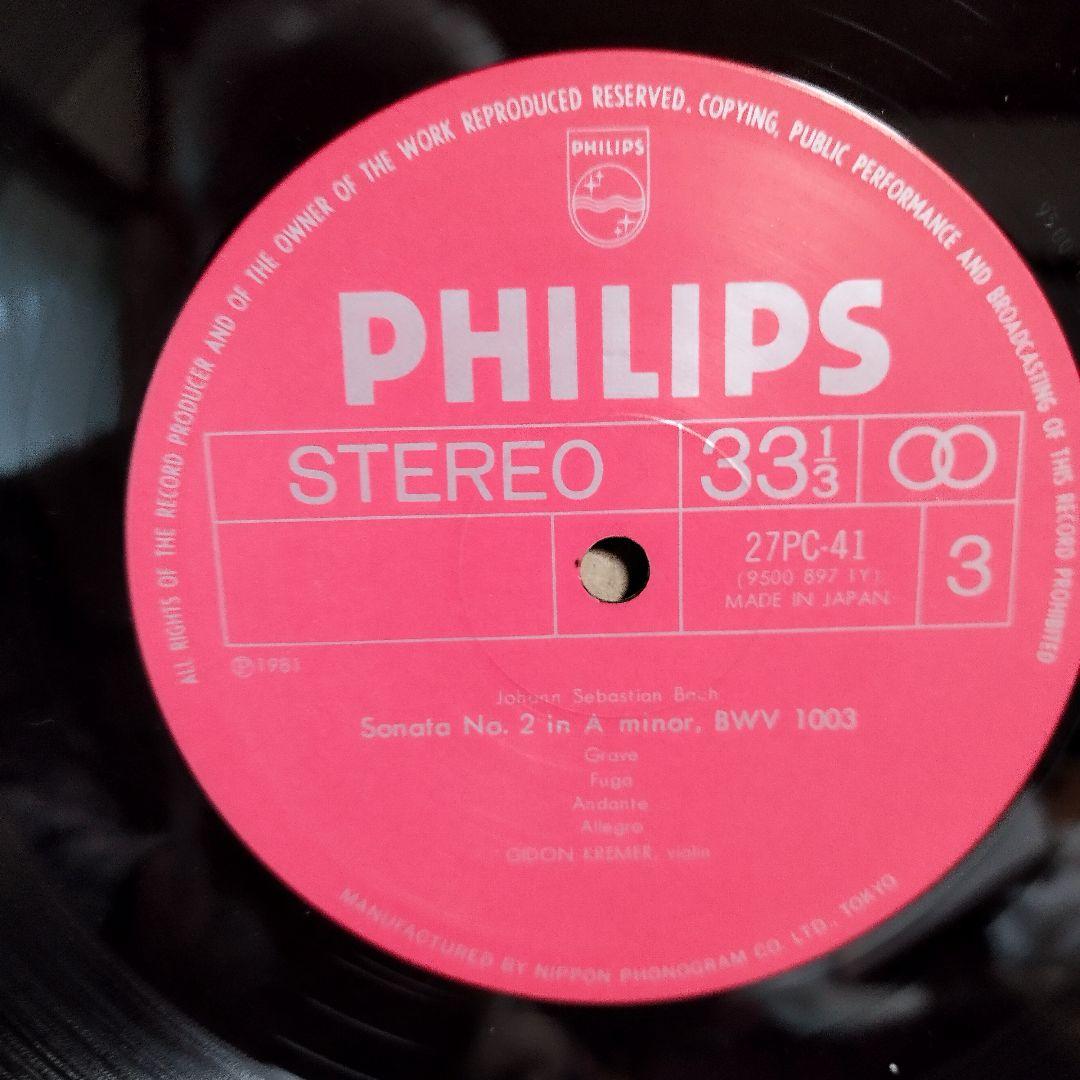 ALL RIGHTS OF THE RECORD PRODUCER AND OF THE OWNER OF THE WORK REPRODUCED RESERVED. COPYING, PUBLIC PERFORMANCE AND BROADCASTING OF THIS RECORD PROHIBITED
PHILIPS
PHILIPS
STEREO
33 1/3
27PC-41
(9500 897 1Y)
MADE IN JAPAN
3
Ⓟ1981
Johann Sebastian Bach
Sonata No. 2 in A minor, BWV 1003
Grave
Fuga
Andante
Allegro
GIDON KREMER, violin
MANUFACTURED BY NIPPON PHONOGRAM CO. LTD., TOKYO